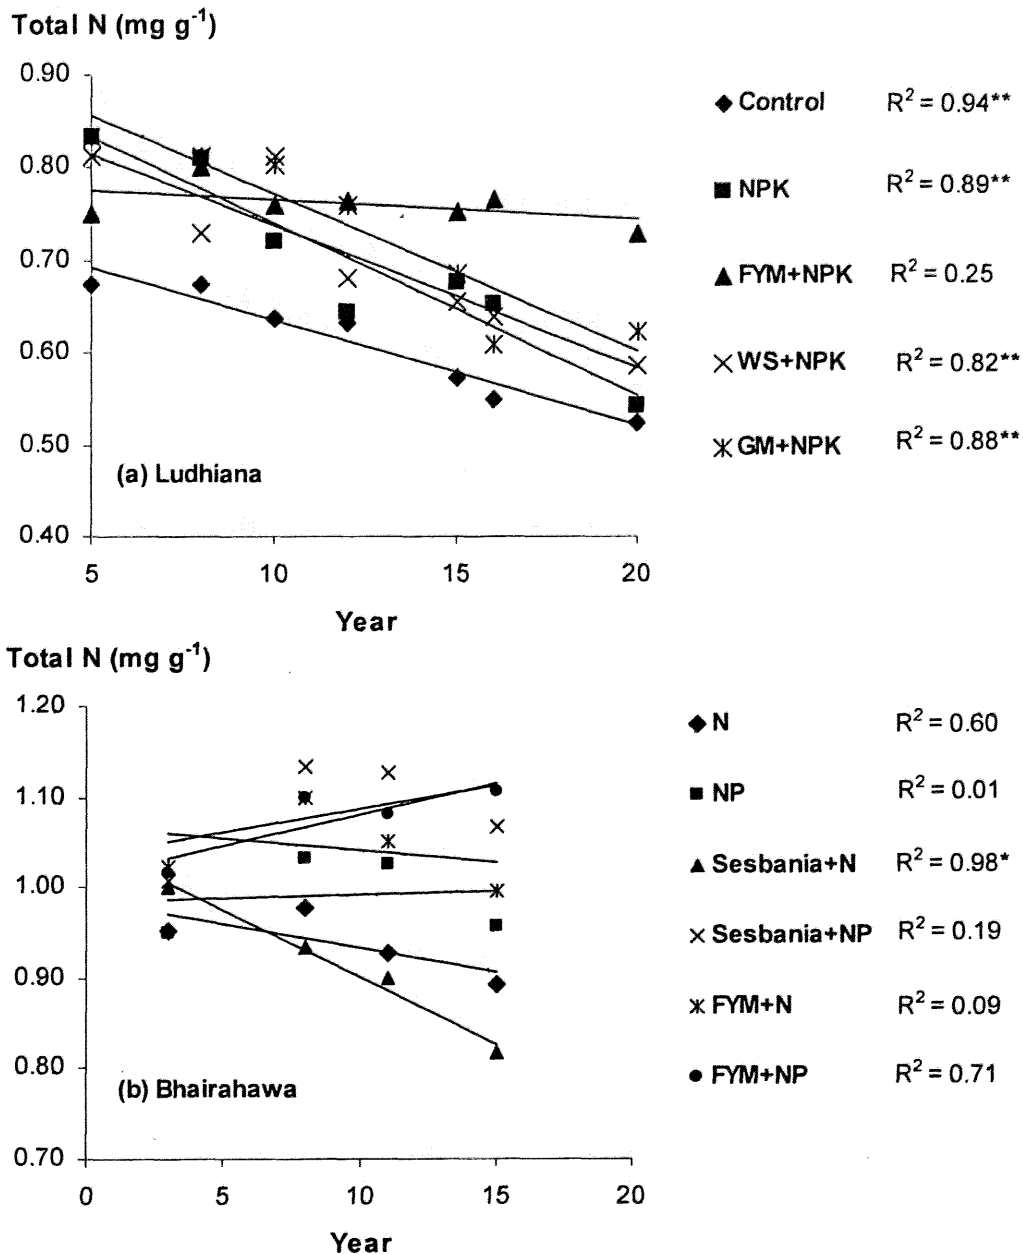 Total N (mg g-1)
0.90
0.80
0.70
0.60
0.50
0.40
5 10 15 20
Year
(a) Ludhiana
Control R2 = 0.94**
NPK R2 = 0.89**
FYM+NPK R2 = 0.25
WS+NPK R2 = 0.82**
GM+NPK R2 = 0.88**
Total N (mg g-1)
1.20
1.10
1.00
0.90
0.80
0.70
0 5 10 15 20
Year
(b) Bhairahawa
N R2 = 0.60
NP R2 = 0.01
Sesbania+N R2 = 0.98*
Sesbania+NP R2 = 0.19
FYM+N R2 = 0.09
FYM+NP R2 = 0.71